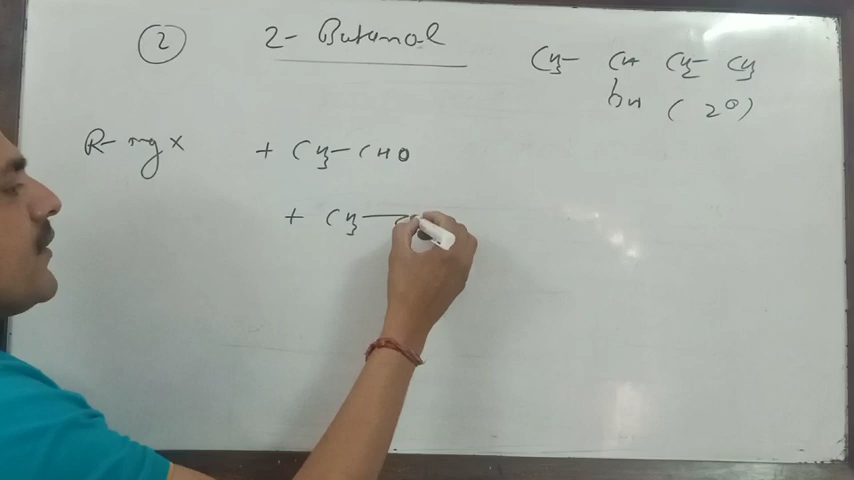 ② 2- Butanol
CH3- CH CH2- CH3
OH ( 2° )
R- mgx + CH3- CHO
+ CH3 —